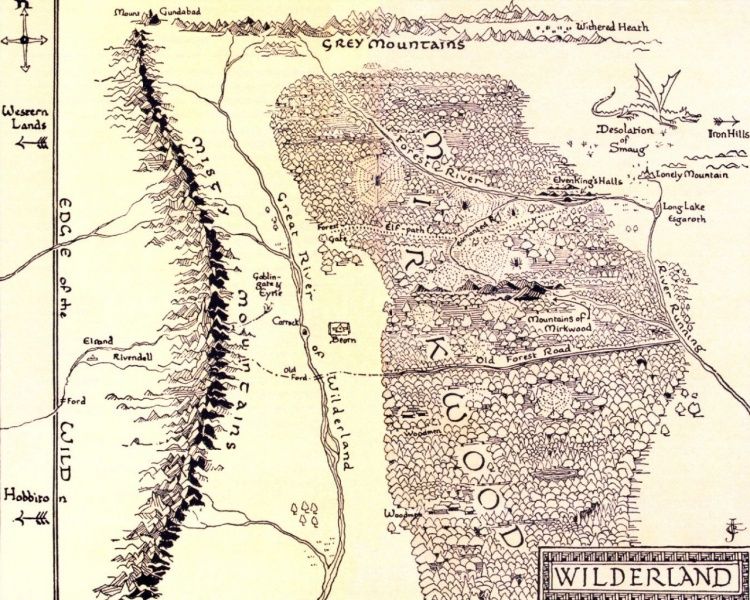 n
Mount Gundabad
Withered Heath
GREY MOUNTAINS
Western
Lands
Desolation
of
Smaug
Iron Hills
MISTY
Forest River
Lonely Mountain
ElvenKing's Halls
Long Lake
Esgaroth
EDGE of the
WILD
Great River
of
Wilderland
Forest
Gate
Elf-path
Enchanted R.
MIRKWOOD
Goblin-
gate &
Eyrie
Carrock
Beorn
MOUNTAINS
River Running
Mountains of
Mirkwood
Elrond
Rivendell
Old
Ford
Old Forest Road
Ford
Woodmen
Hobbiton
Woodmen
WILDERLAND